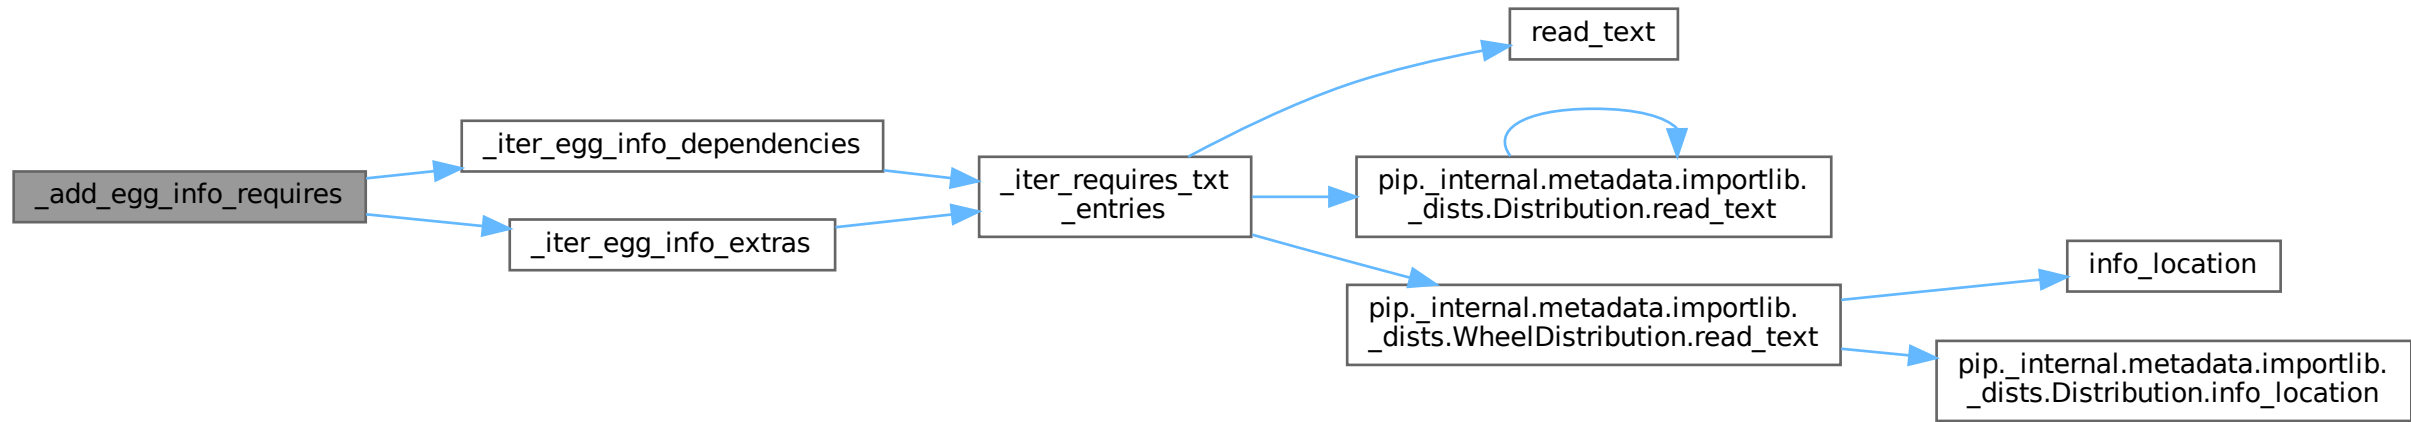 _add_egg_info_requires
_iter_egg_info_dependencies
_iter_egg_info_extras
_iter_requires_txt
_entries
read_text
pip._internal.metadata.importlib.
_dists.Distribution.read_text
pip._internal.metadata.importlib.
_dists.WheelDistribution.read_text
info_location
pip._internal.metadata.importlib.
_dists.Distribution.info_location